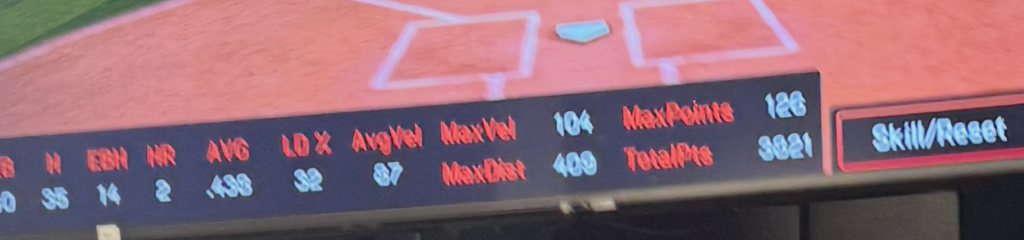 B H EBH HR AVG LD % AvgVel MaxVel 104 MaxPoints 126
0 35 14 2 .438 32 87 MaxDist 409 TotalPts 3821
Skill/Reset